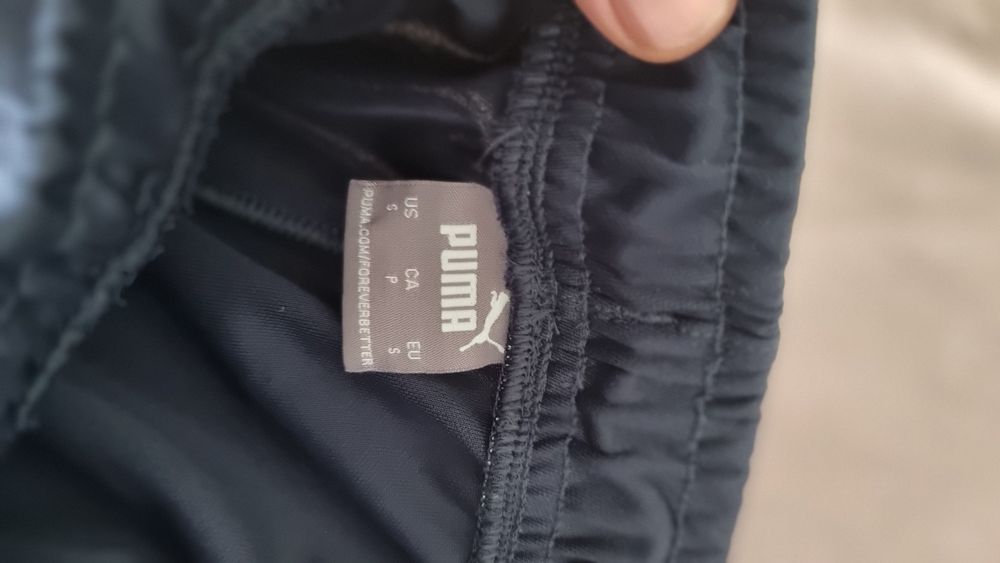 PUMA
US CA EU
S P S
PUMA.COM/FOREVERBETTER